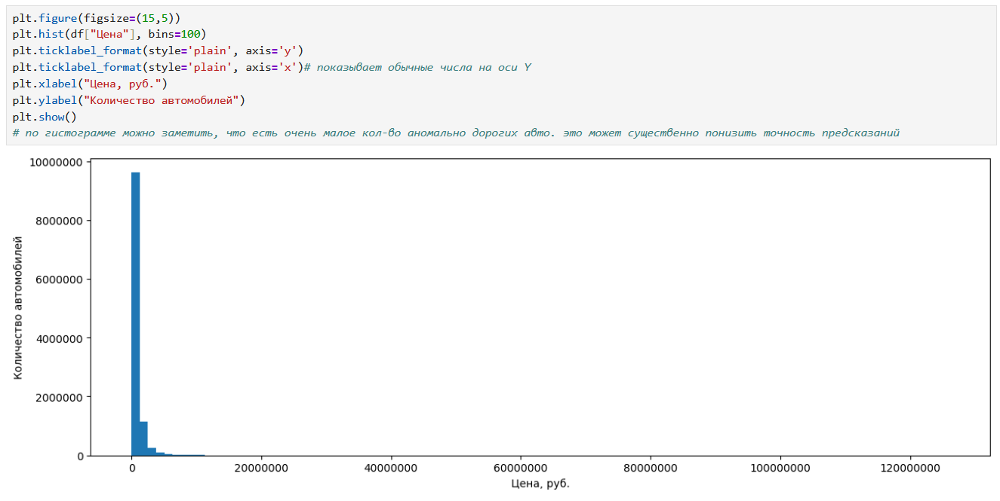 plt.figure(figsize=(15,5))
plt.hist(df["Цена"], bins=100)
plt.ticklabel_format(style='plain', axis='y')
plt.ticklabel_format(style='plain', axis='x')# показывает обычные числа на оси Y
plt.xlabel("Цена, руб.")
plt.ylabel("Количество автомобилей")
plt.show()
# по гистограмме можно заметить, что есть очень малое кол-во аномально дорогих авто. это может существенно понизить точность предсказаний
10000000
8000000
6000000
4000000
2000000
0
Количество автомобилей
0 20000000 40000000 60000000 80000000 100000000 120000000
Цена, руб.